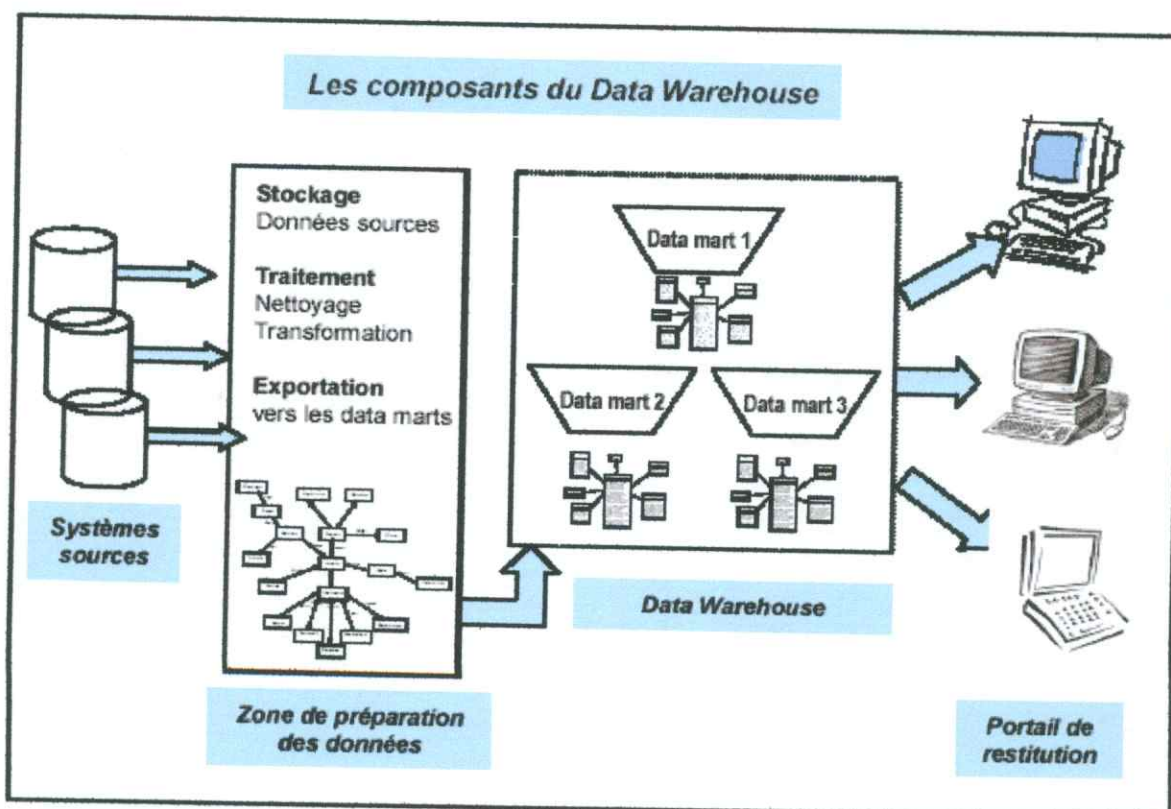 Les composants du Data Warehouse
Stockage
Données sources
Traitement
Nettoyage
Transformation
Exportation
vers les data marts
Systèmes
sources
Zone de préparation
des données
Data mart 1
Data mart 2
Data mart 3
Data Warehouse
Portail de
restitution